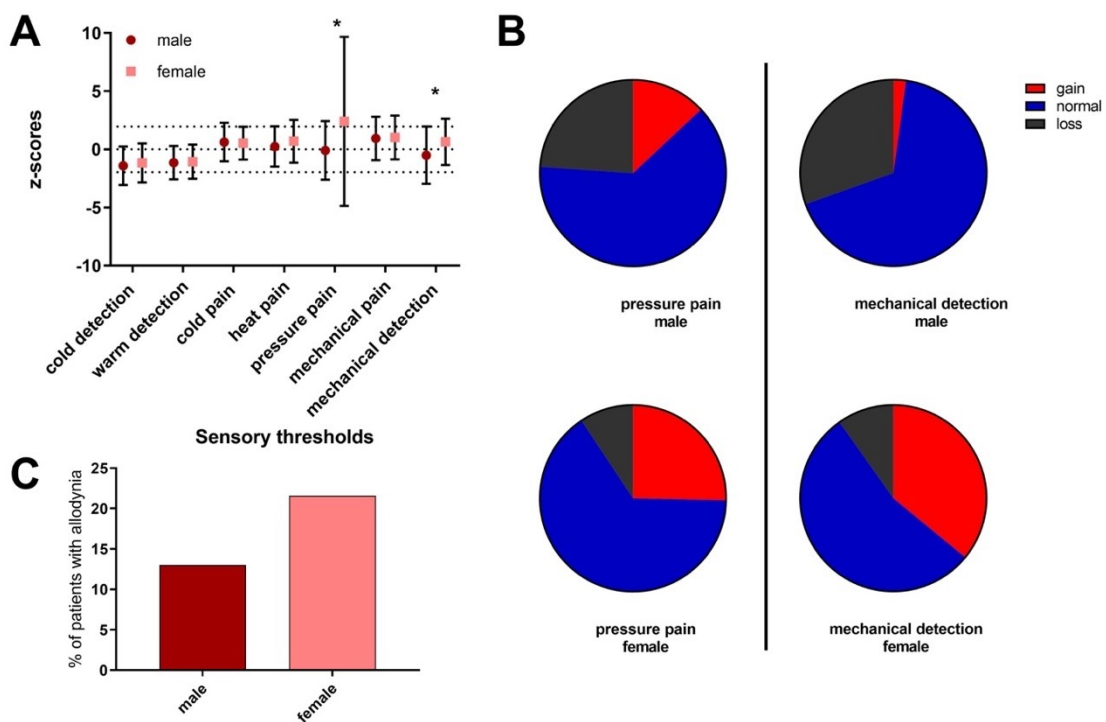 A
male
female
*
*
z-scores
10
5
0
-5
-10
cold detection
warm detection
cold pain
heat pain
pressure pain
mechanical pain
mechanical detection
Sensory thresholds
B
gain
normal
loss
pressure pain
male
mechanical detection
male
pressure pain
female
mechanical detection
female
C
% of patients with allodynia
25
20
15
10
5
0
male
female